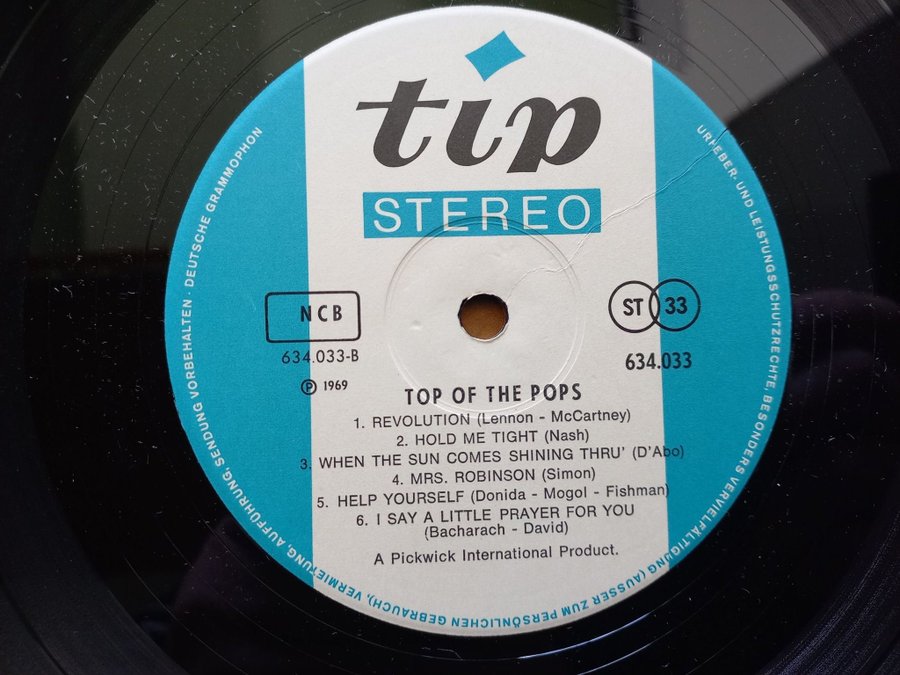 tip
STEREO
NCB
634.033-B
℗ 1969
ST 33
634.033
TOP OF THE POPS
1. REVOLUTION (Lennon - McCartney)
2. HOLD ME TIGHT (Nash)
3. WHEN THE SUN COMES SHINING THRU' (D'Abo)
4. MRS. ROBINSON (Simon)
5. HELP YOURSELF (Donida - Mogol - Fishman)
6. I SAY A LITTLE PRAYER FOR YOU
(Bacharach - David)
A Pickwick International Product.
URHEBER- UND LEISTUNGSSCHUTZRECHTE, BESONDERS VERVIELFÄLTIGUNG (AUSSER ZUM PERSÖNLICHEN GEBRAUCH), VERMIETUNG, AUFFÜHRUNG, SENDUNG VORBEHALTEN · DEUTSCHE GRAMMOPHON